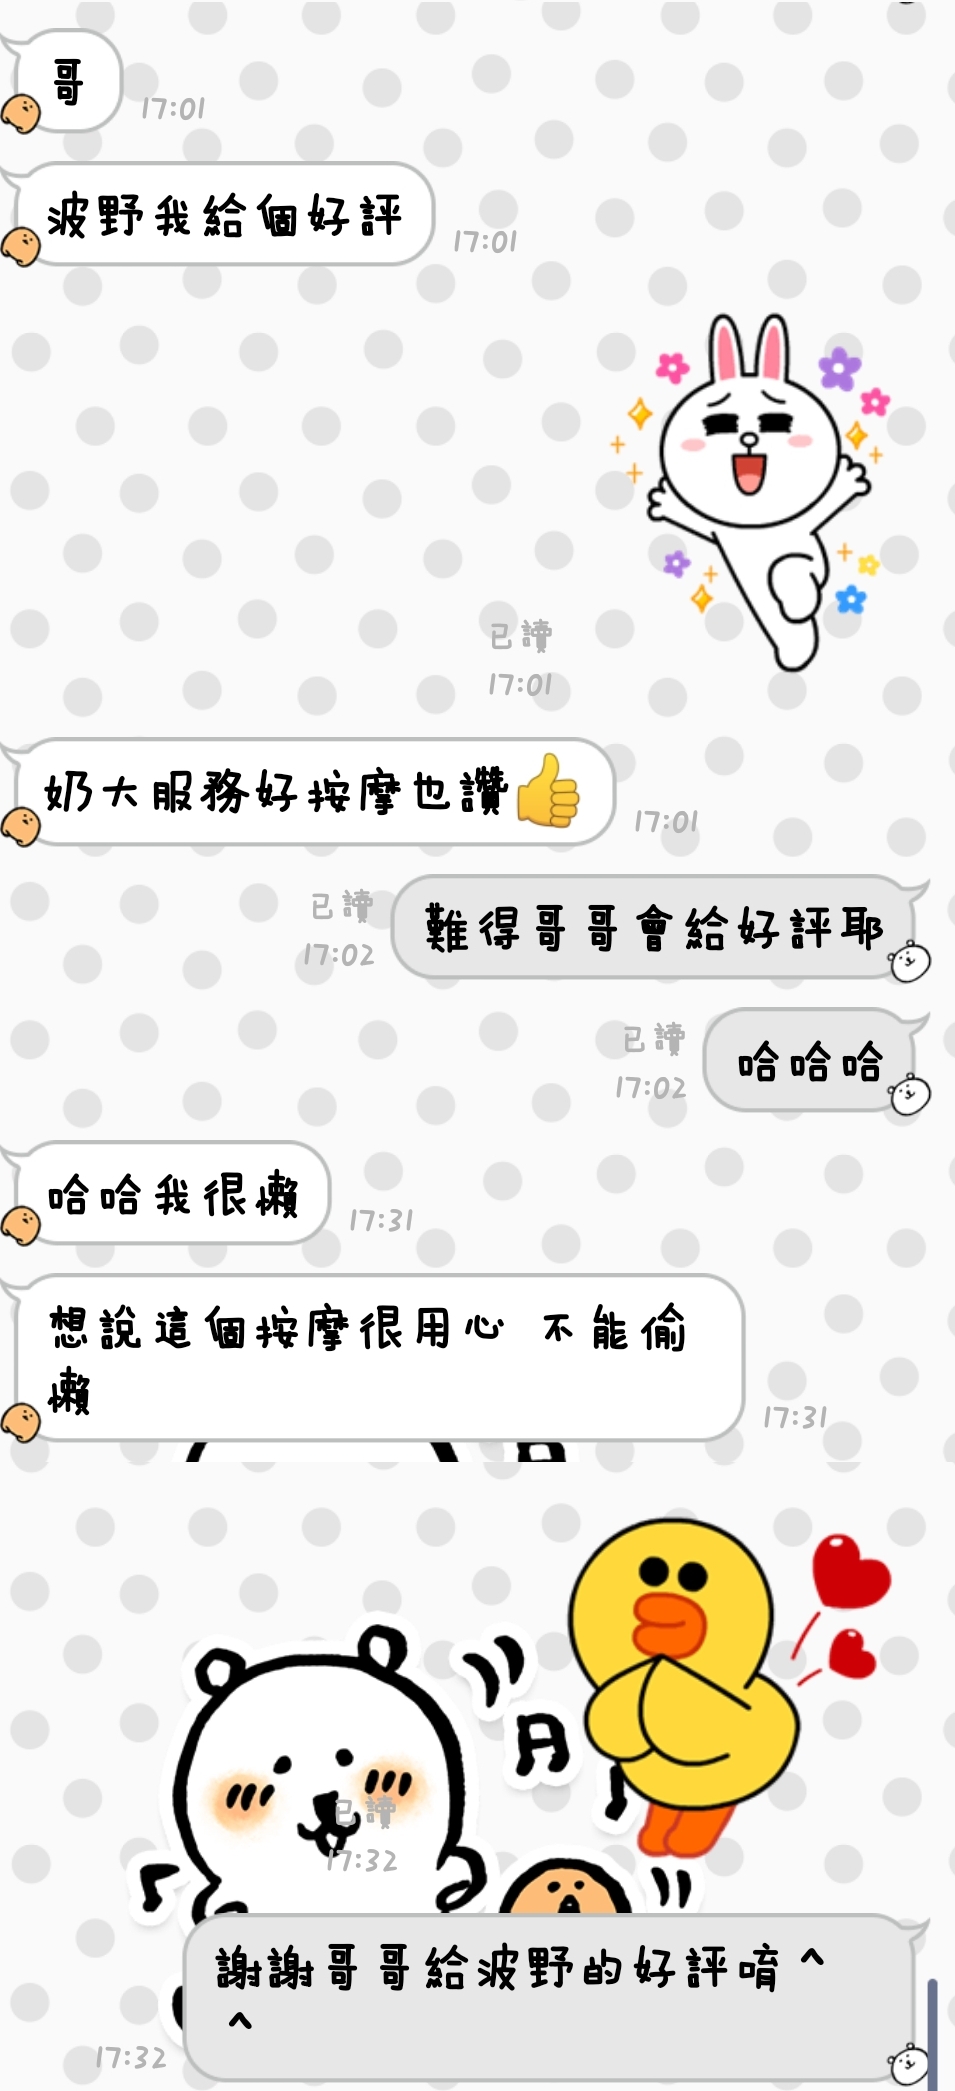 哥
17:01
波野我給個好評
17:01
已讀
17:01
奶大服務好按摩也讚👍
17:01
已讀
17:02
難得哥哥會給好評耶
已讀
17:02
哈哈哈
哈哈我很懶
17:31
想說這個按摩很用心 不能偷
懶
17:31
已讀
17:32
謝謝哥哥給波野的好評唷^
^
17:32